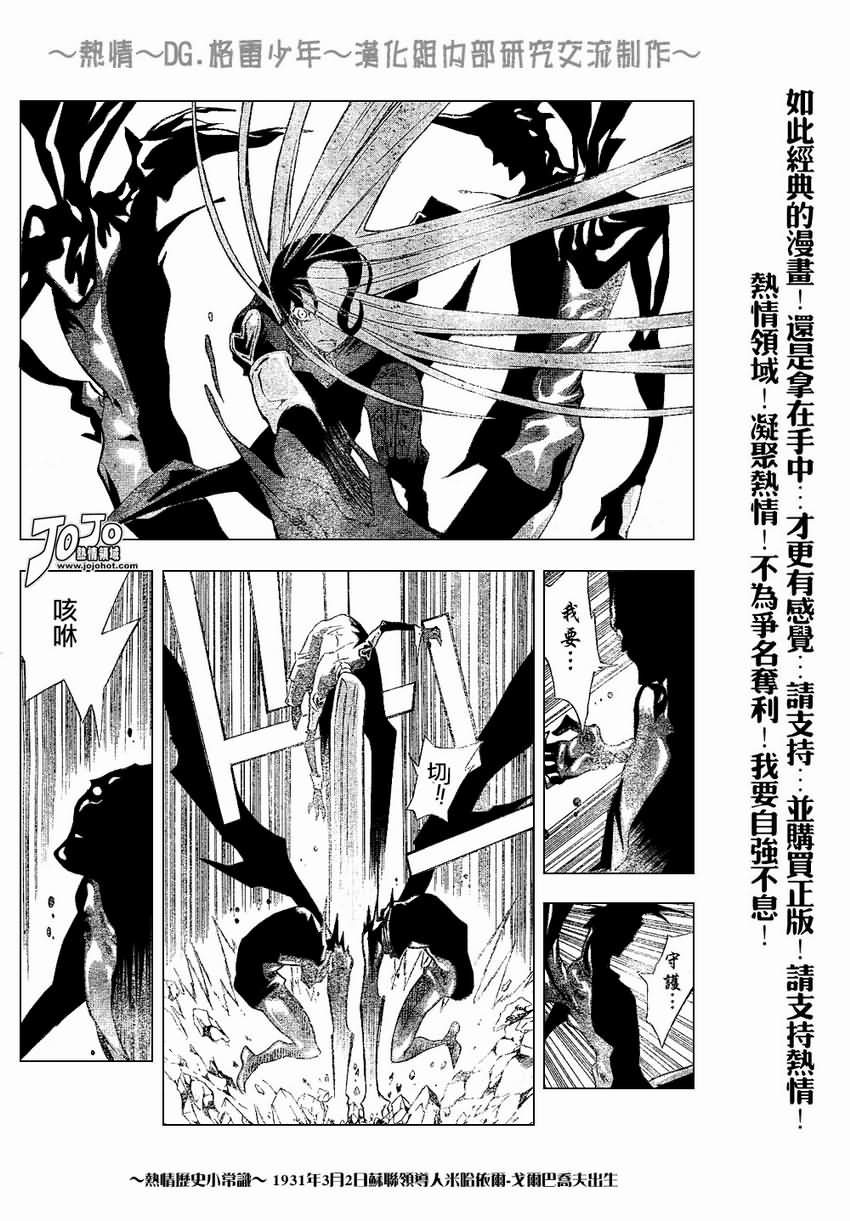 ～熱情～DG.格雷少年～漢化組內部研究交流制作～
如此經典的漫畫！還是拿在手中…才更有感覺…請支持…並購買正版！請支持熱情！
熱情領域！凝聚熱情！不為爭名奪利！我要自強不息！
JOJO
熱情領域
www.jojohot.com
我要…
守護…
切!!
咳咻
～熱情歷史小常識～ 1931年3月2日蘇聯領導人米哈依爾-戈爾巴喬夫出生